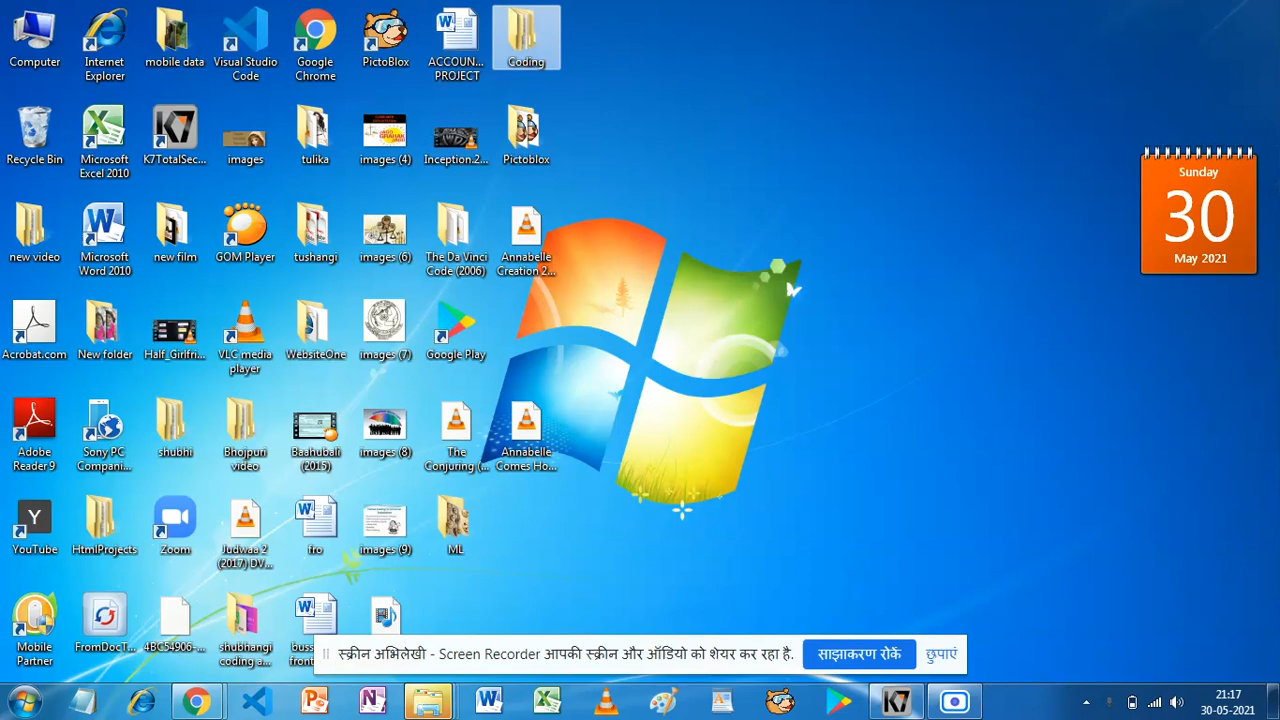 Computer
Internet
Explorer
mobile data
Visual Studio
Code
Google
Chrome
PictoBlox
ACCOUN...
PROJECT
Coding
Recycle Bin
Microsoft
Excel 2010
K7TotalSec...
images
tulika
images (4)
Inception.2...
Pictoblox
new video
Microsoft
Word 2010
new film
GOM Player
tushangi
images (6)
The Da Vinci
Code (2006)
Annabelle
Creation 2...
Acrobat.com
New folder
Half_Girlfri...
VLC media
player
WebsiteOne
images (7)
Google Play
Adobe
Reader 9
Sony PC
Compani...
shubhi
Bhojpuri
video
Baahubali
(2015)
images (8)
The
Conjuring (...
Annabelle
Comes Ho...
YouTube
HtmlProjects
Zoom
Judwaa 2
(2017) DV...
fro
images (9)
ML
Mobile
Partner
FromDocT...
4BC54906-...
shubhangi
coding a...
buss
front
Sunday
30
May 2021
स्क्रीन अभिलेखी - Screen Recorder आपकी स्क्रीन और ऑडियो को शेयर कर रहा है.
साझाकरण रोकें
छुपाएं
21:17
30-05-2021